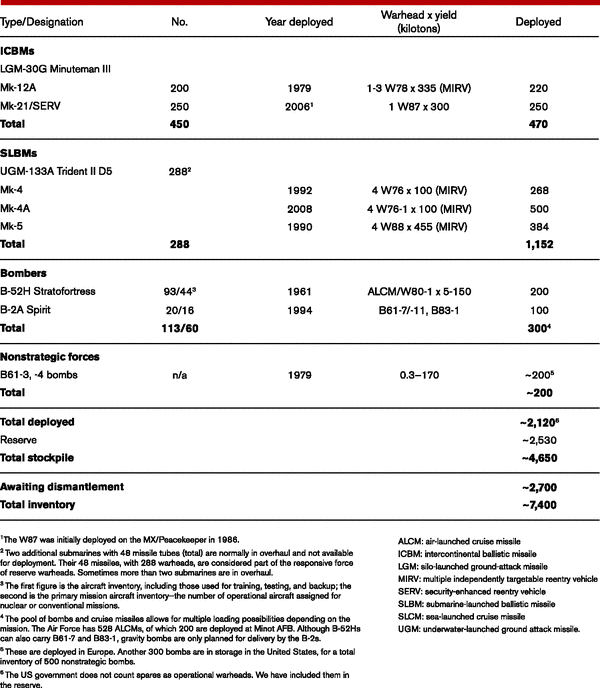 Type/Designation No. Year deployed Warhead x yield (kilotons) Deployed
ICBMs
LGM-30G Minuteman III
Mk-12A 200 1979 1-3 W78 x 335 (MIRV) 220
Mk-21/SERV 250 2006¹ 1 W87 x 300 250
Total 450 470
SLBMs
UGM-133A Trident II D5 288²
Mk-4 1992 4 W76 x 100 (MIRV) 268
Mk-4A 2008 4 W76-1 x 100 (MIRV) 500
Mk-5 1990 4 W88 x 455 (MIRV) 384
Total 288 1,152
Bombers
B-52H Stratofortress 93/44³ 1961 ALCM/W80-1 x 5-150 200
B-2A Spirit 20/16 1994 B61-7/-11, B83-1 100
Total 113/60 300⁴
Nonstrategic forces
B61-3, -4 bombs n/a 1979 0.3–170 ~200⁵
Total ~200
Total deployed ~2,120⁶
Reserve ~2,530
Total stockpile ~4,650
Awaiting dismantlement ~2,700
Total inventory ~7,400
¹The W87 was initially deployed on the MX/Peacekeeper in 1986.
² Two additional submarines with 48 missile tubes (total) are normally in overhaul and not available
for deployment. Their 48 missiles, with 288 warheads, are considered part of the responsive force
of reserve warheads. Sometimes more than two submarines are in overhaul.
³ The first figure is the aircraft inventory, including those used for training, testing, and backup; the
second is the primary mission aircraft inventory—the number of operational aircraft assigned for
nuclear or conventional missions.
⁴ The pool of bombs and cruise missiles allows for multiple loading possibilities depending on the
mission. The Air Force has 528 ALCMs, of which 200 are deployed at Minot AFB. Although B-52Hs
can also carry B61-7 and B83-1, gravity bombs are only planned for delivery by the B-2s.
⁵ These are deployed in Europe. Another 300 bombs are in storage in the United States, for a total
inventory of 500 nonstrategic bombs.
⁶ The US government does not count spares as operational warheads. We have included them in
the reserve.
ALCM: air-launched cruise missile
ICBM: intercontinental ballistic missile
LGM: silo-launched ground-attack missile
MIRV: multiple independently targetable reentry vehicle
SERV: security-enhanced reentry vehicle
SLBM: submarine-launched ballistic missile
SLCM: sea-launched cruise missile
UGM: underwater-launched ground attack missile.